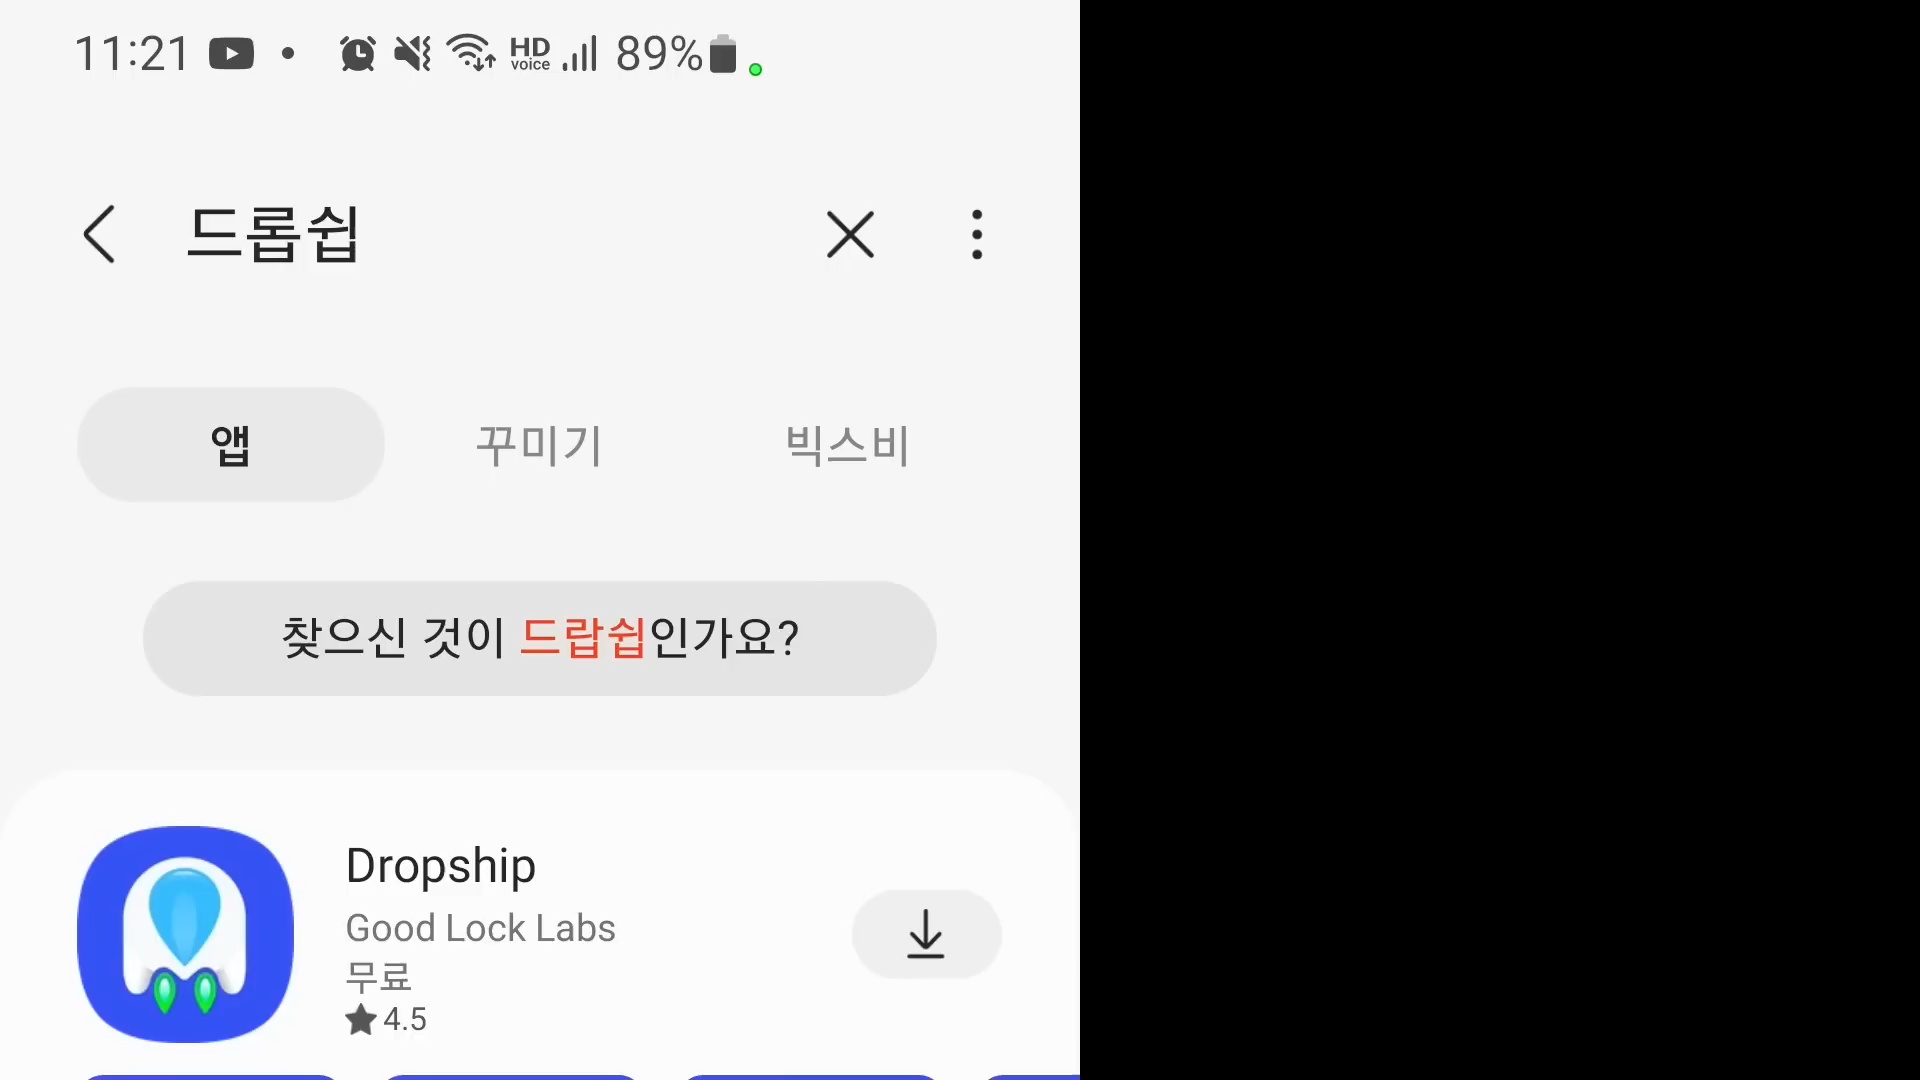 11:21 HD voice 89%
드롭쉽
앱 꾸미기 빅스비
찾으신 것이 드랍쉽인가요?
Dropship
Good Lock Labs
무료
4.5